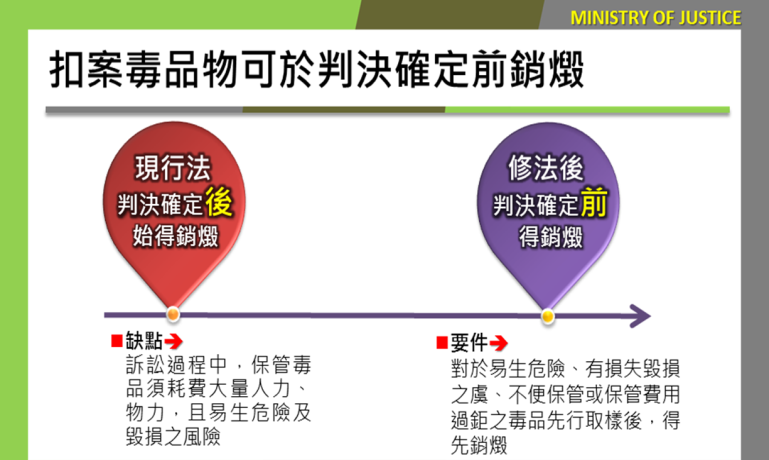 MINISTRY OF JUSTICE
扣案毒品物可於判決確定前銷燬
現行法
判決確定後
始得銷燬
修法後
判決確定前
得銷燬
缺點
訴訟過程中，保管毒
品須耗費大量人力、
物力，且易生危險及
毀損之風險
要件
對於易生危險、有損失毀損
之虞、不便保管或保管費用
過鉅之毒品先行取樣後，得
先銷燬